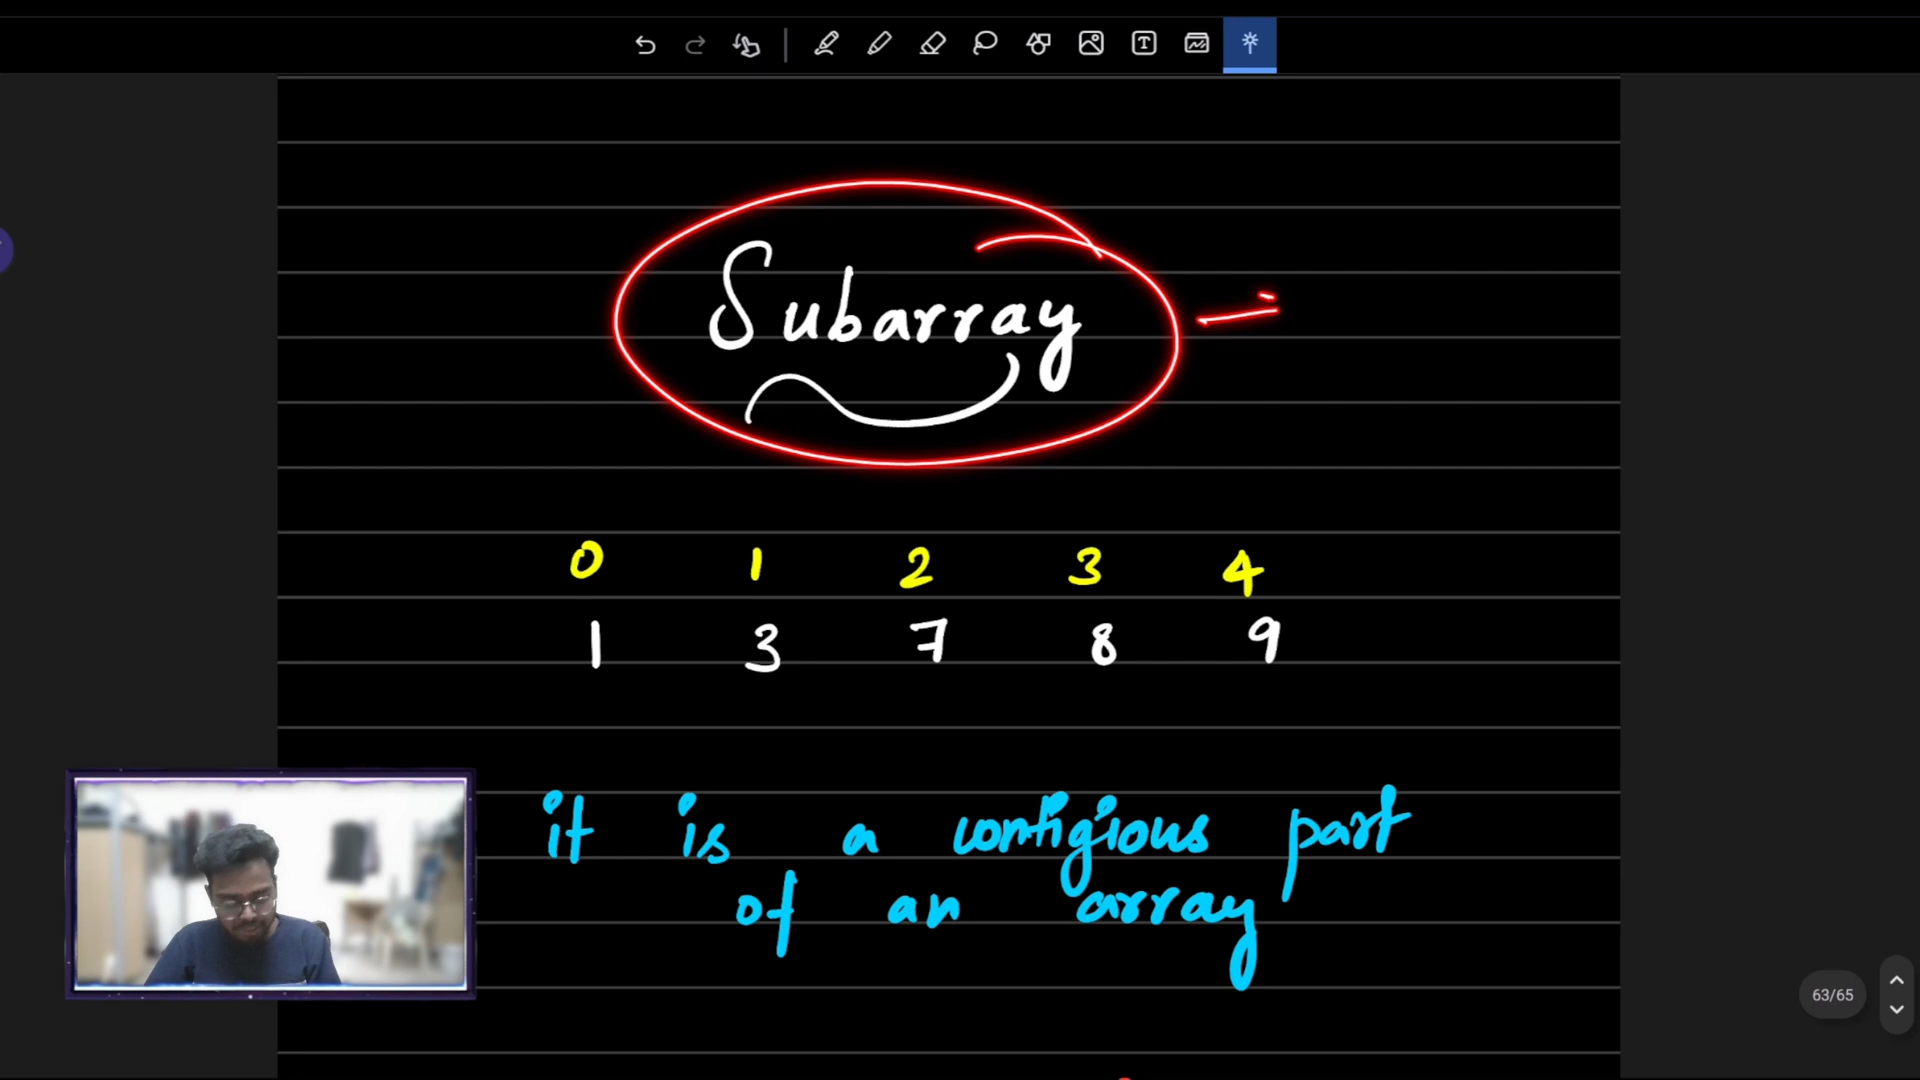 Subarray
0 1 2 3 4
1 3 7 8 9
it is a contigious part
of an array
63/65